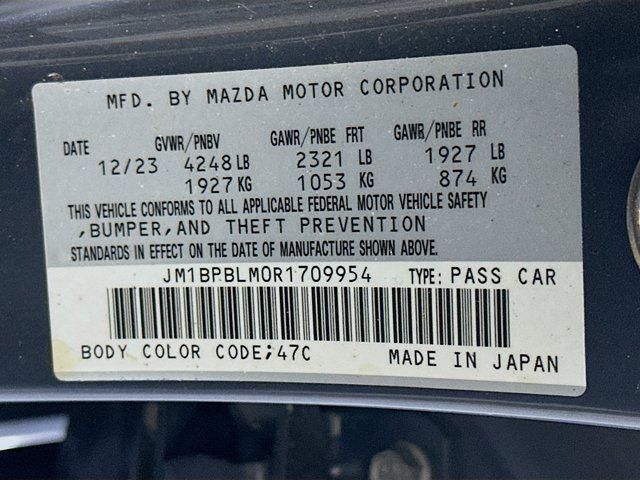 MFD. BY MAZDA MOTOR CORPORATION
DATE GVWR/PNBV GAWR/PNBE FRT GAWR/PNBE RR
12/23 4248 LB 2321 LB 1927 LB
1927 KG 1053 KG 874 KG
THIS VEHICLE CONFORMS TO ALL APPLICABLE FEDERAL MOTOR VEHICLE SAFETY
,BUMPER,AND THEFT PREVENTION
STANDARDS IN EFFECT ON THE DATE OF MANUFACTURE SHOWN ABOVE.
JM1BPBLM0R1709954 TYPE: PASS CAR
BODY COLOR CODE;47C MADE IN JAPAN